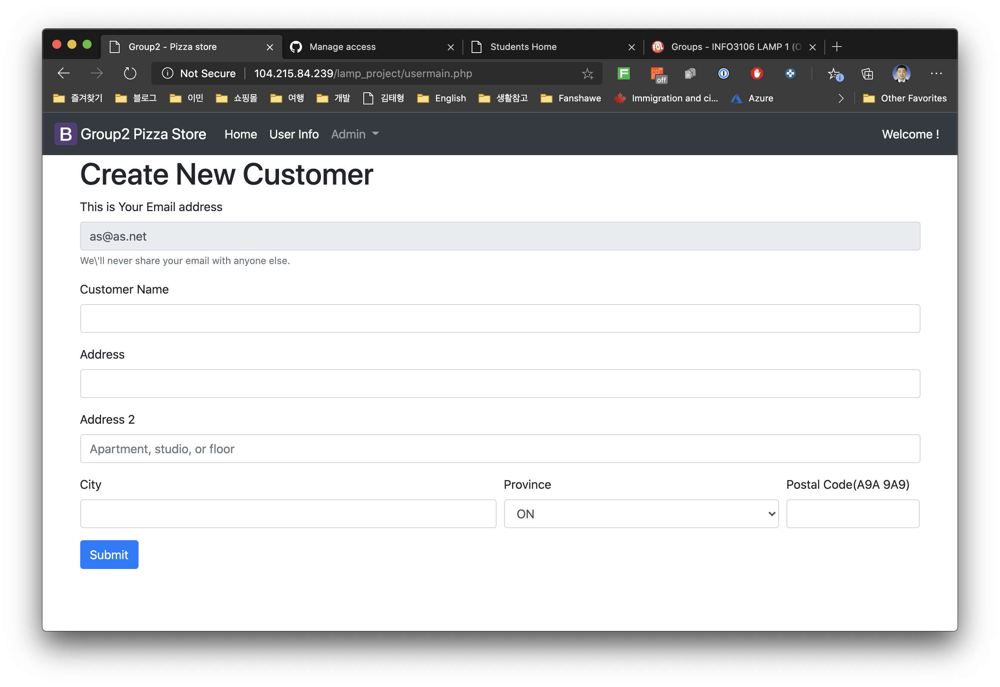 Group2 - Pizza store
Manage access
Students Home
FOL Groups - INFO3106 LAMP 1 (O
Not Secure 104.215.84.239/lamp_project/usermain.php
off
즐겨찾기 블로그 이민 쇼핑몰 여행 개발 김태형 English 생활참고 Fanshawe Immigration and ci... Azure Other Favorites
B Group2 Pizza Store Home User Info Admin Welcome !
Create New Customer
This is Your Email address
as@as.net
We\'ll never share your email with anyone else.
Customer Name
Address
Address 2
Apartment, studio, or floor
City Province Postal Code(A9A 9A9)
ON
Submit